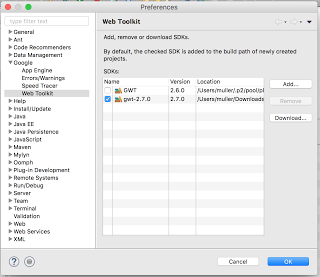 Preferences
type filter text
Web Toolkit
General
Ant
Code Recommenders
Data Management
Google
App Engine
Errors/Warnings
Speed Tracer
Web Toolkit
Help
Install/Update
Java
Java EE
Java Persistence
JavaScript
Maven
Mylyn
Oomph
Plug-in Development
Remote Systems
Run/Debug
Server
Team
Terminal
Validation
Web
Web Services
XML
Add, remove or download SDKs.
By default, the checked SDK is added to the build path of newly created
projects.
SDKs:
Name Version Location
GWT 2.6.0 /Users/muller/.p2/pool/pl
gwt-2.7.0 2.7.0 /Users/muller/Downloads
Add...
Remove
Download...
?
Cancel
OK